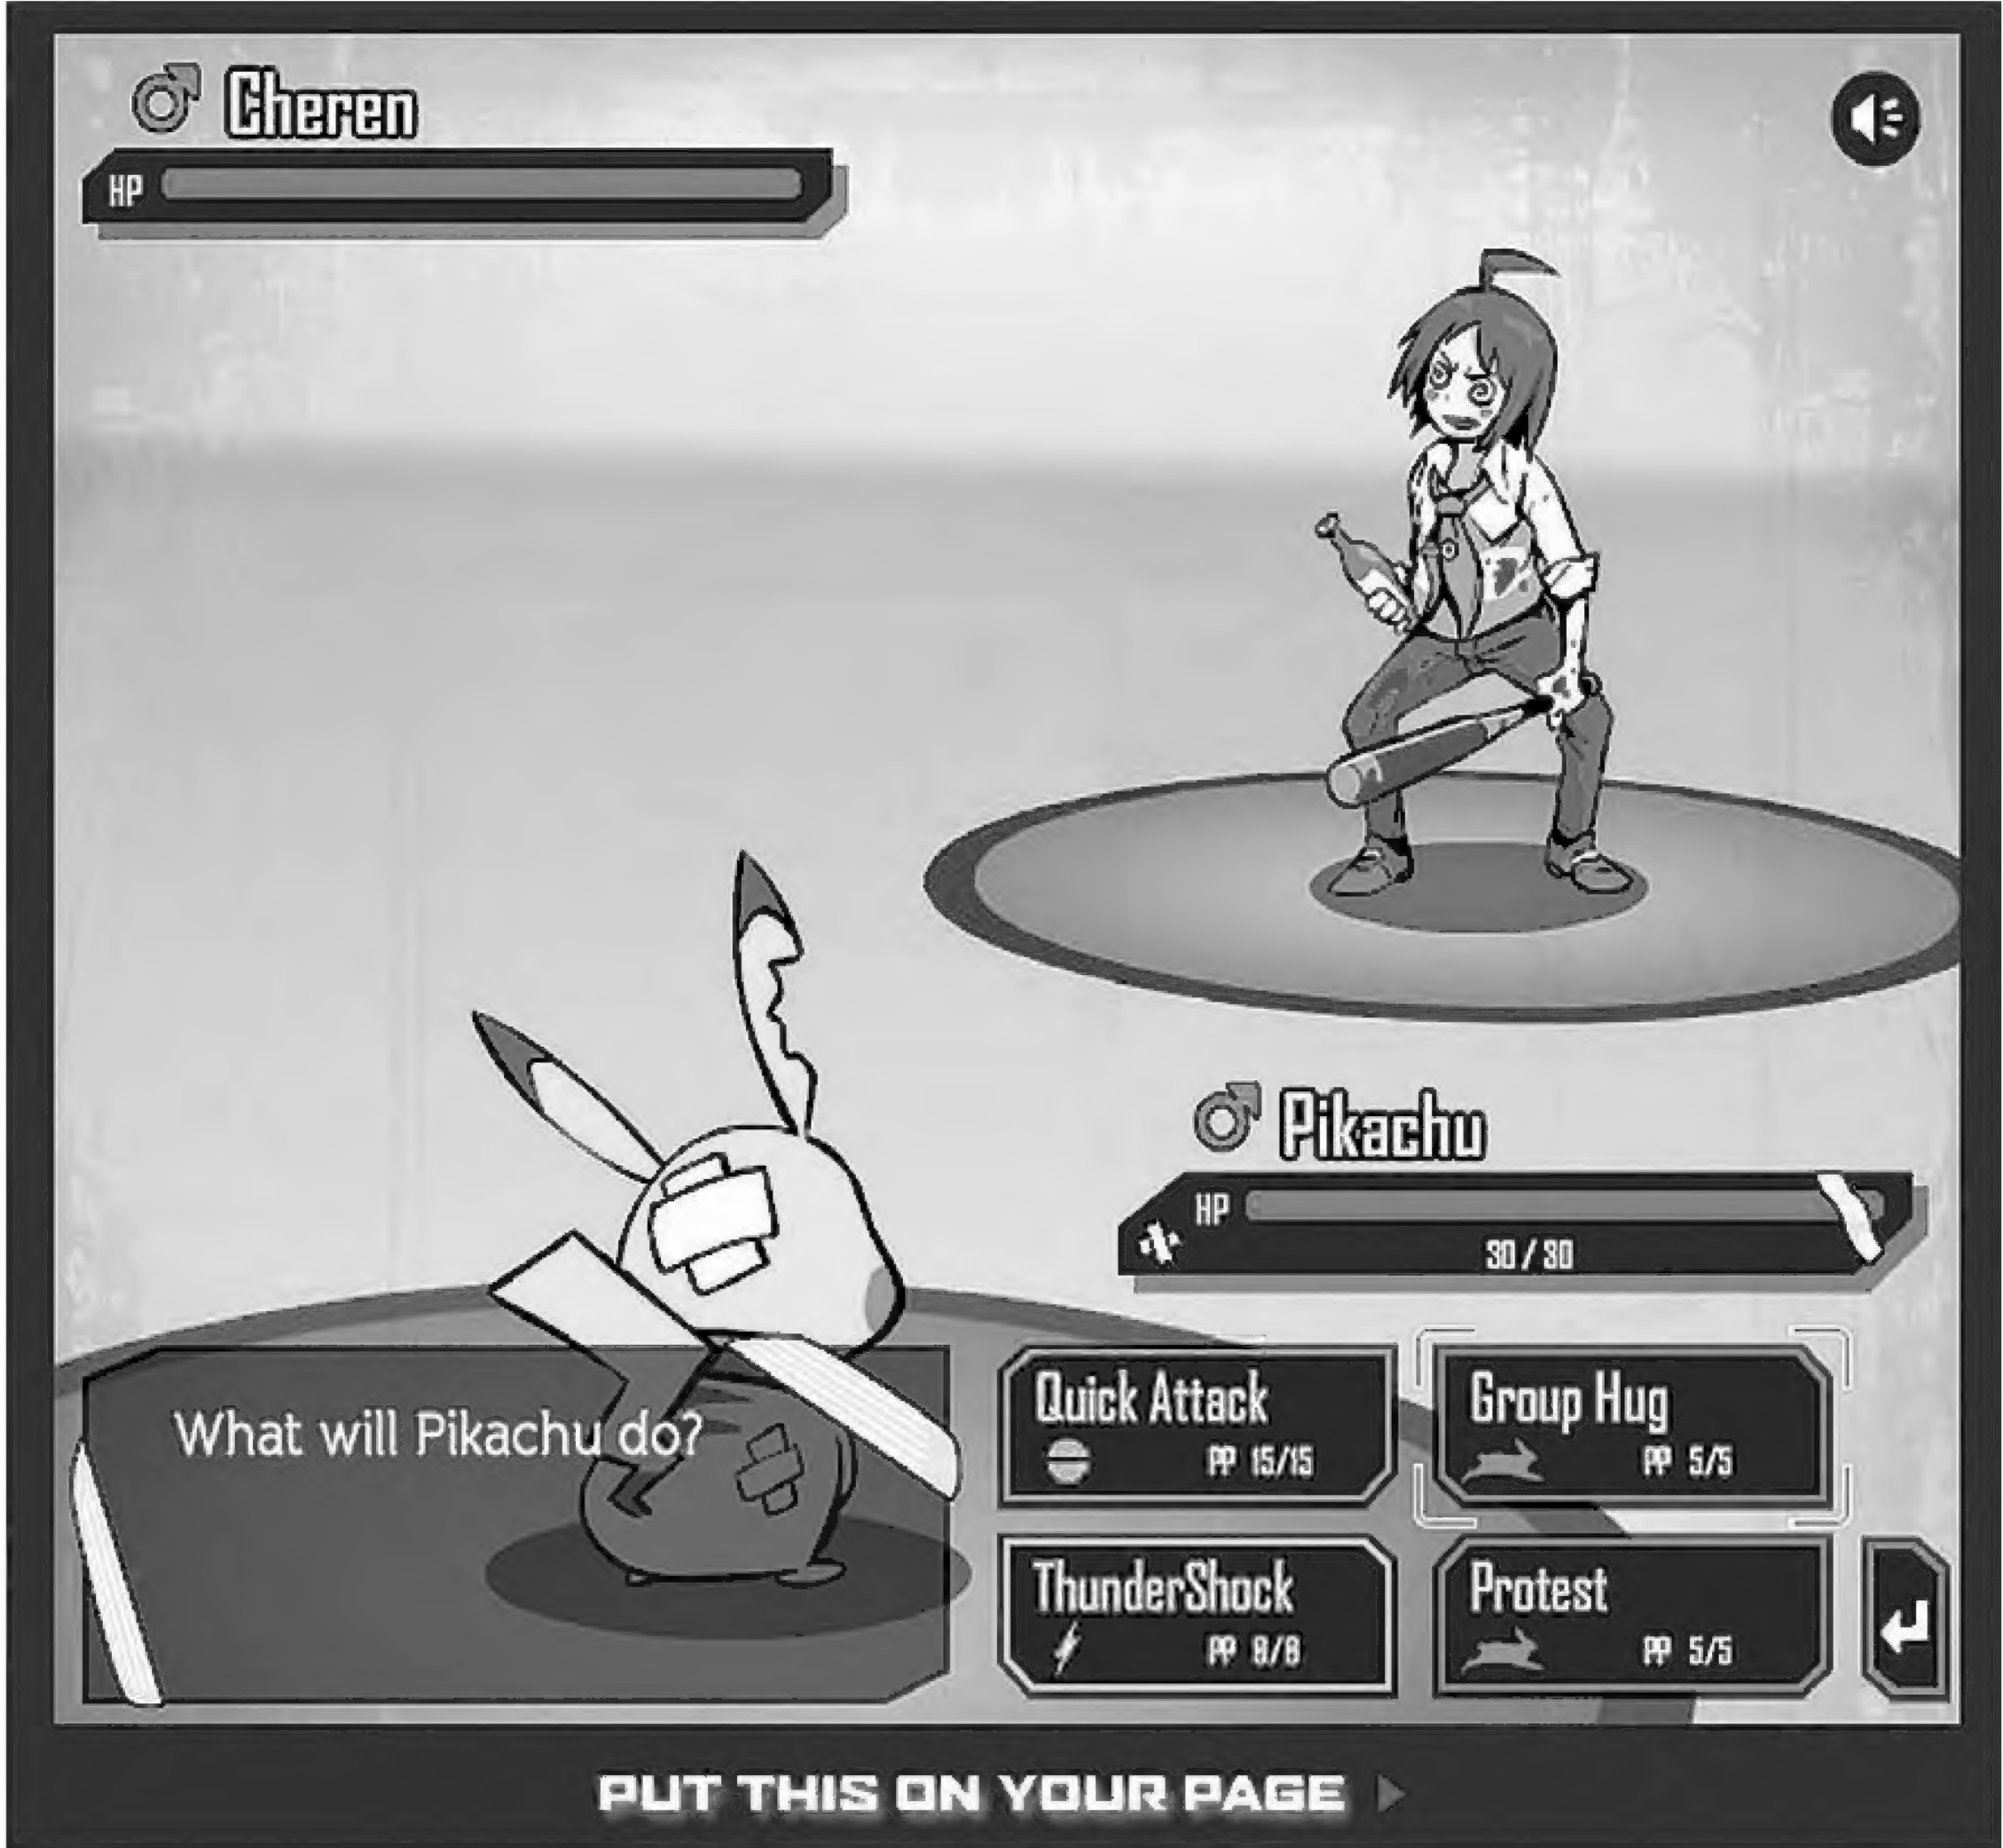 Cheren
HP
Pikachu
HP
30 / 30
What will Pikachu do?
Quick Attack
PP 15/15
Group Hug
PP 5/5
ThunderShock
PP 8/8
Protest
PP 5/5
PUT THIS ON YOUR PAGE